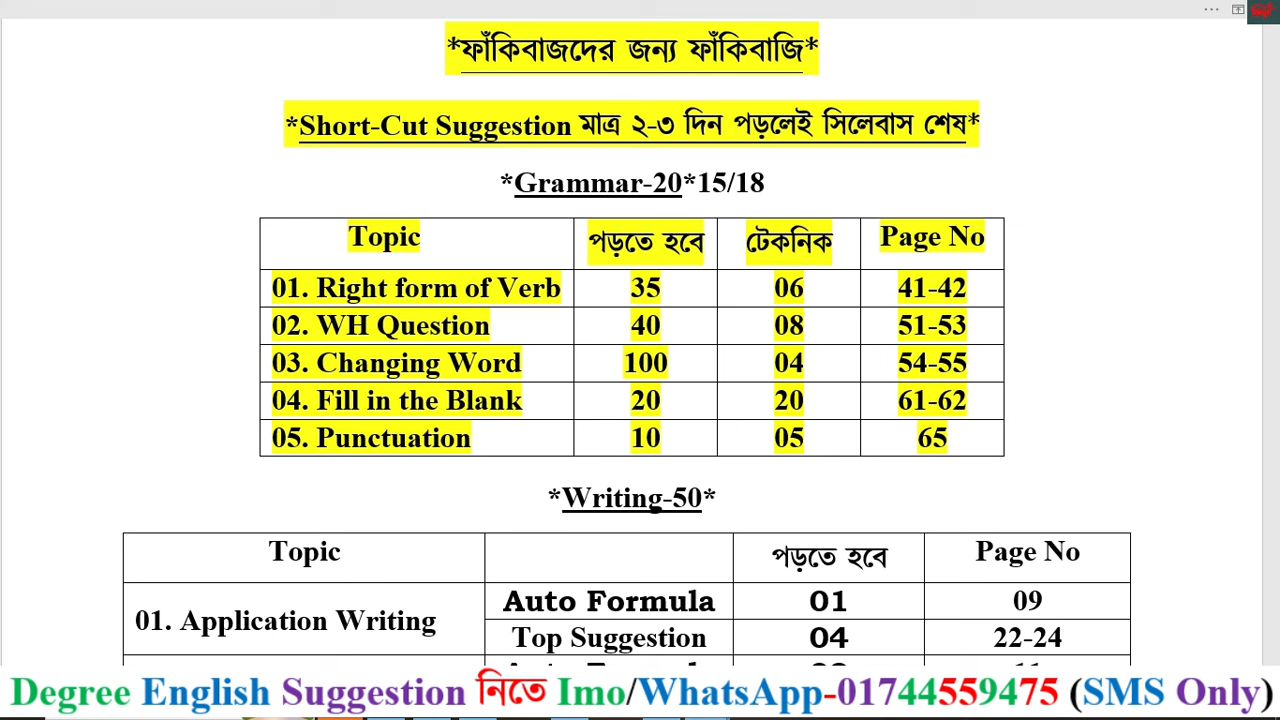 *ফাঁকিবাজদের জন্য ফাঁকিবাজি*
*Short-Cut Suggestion মাত্র ২-৩ দিন পড়লেই সিলেবাস শেষ*
*Grammar-20*15/18
Topic পড়তে হবে টেকনিক Page No
01. Right form of Verb 35 06 41-42
02. WH Question 40 08 51-53
03. Changing Word 100 04 54-55
04. Fill in the Blank 20 20 61-62
05. Punctuation 10 05 65
*Writing-50*
Topic পড়তে হবে Page No
01. Application Writing Auto Formula 01 09
Top Suggestion 04 22-24
Degree English Suggestion নিতে Imo/WhatsApp-01744559475 (SMS Only)